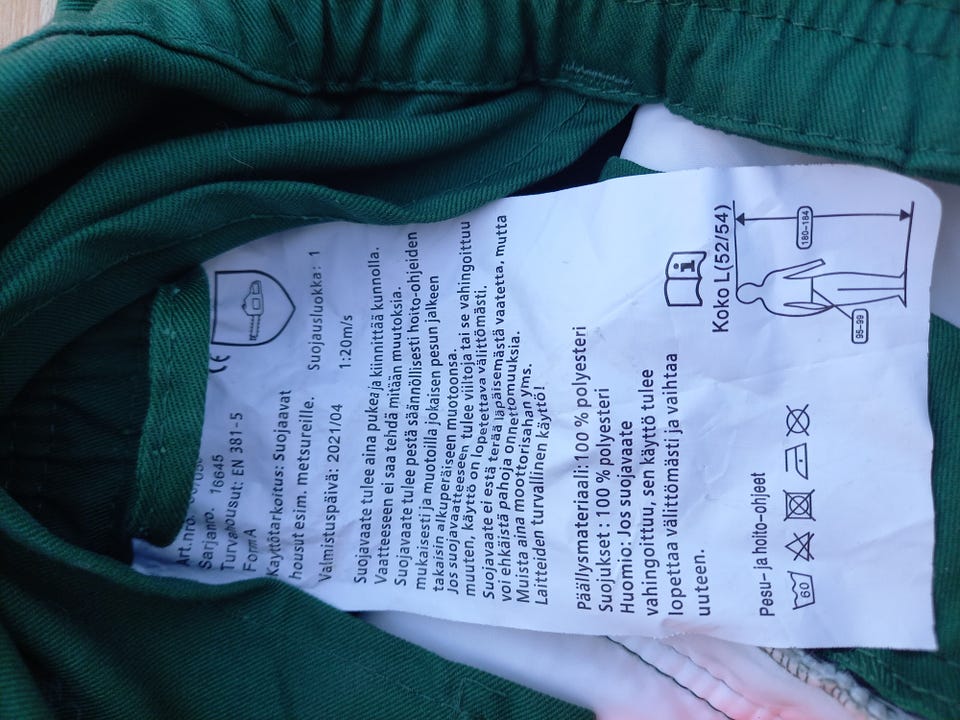 Art.nro.
Sarjanro. 16645
Turvahousut: EN 381-5
Form A
CE
Käyttötarkoitus: Suojaavat
housut esim. metsureille.
Suojausluokka: 1
Valmistuspäivä: 2021/04
1:20m/s
Suojavaate tulee aina pukea ja kiinnittää kunnolla.
Vaatteeseen ei saa tehdä mitään muutoksia.
Suojavaate tulee pestä säännöllisesti hoito-ohjeiden
mukaisesti ja muotoilla jokaisen pesun jälkeen
takaisin alkuperäiseen muotoonsa.
Jos suojavaatteeseen tulee viiltoja tai se vahingoittuu
muuten, käyttö on lopetettava välittömästi.
Suojavaate ei estä terää läpäisemästä vaatetta, mutta
voi ehkäistä pahoja onnettomuuksia.
Muista aina moottorisahan yms.
Laitteiden turvallinen käyttö!
Päällysmateriaali: 100 % polyesteri
Suojukset : 100 % polyesteri
Huomio: Jos suojavaate
vahingoittuu, sen käyttö tulee
lopettaa välittömästi ja vaihtaa
uuteen.
i
Koko L(52/54)
180-184
95-99
Pesu- ja hoito-ohjeet
60